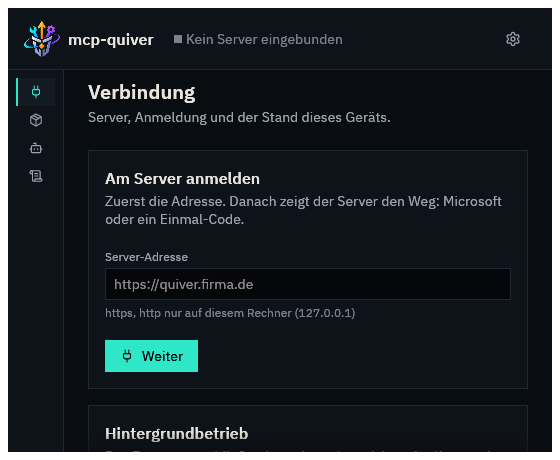 mcp-quiver
Kein Server eingebunden
Verbindung
Server, Anmeldung und der Stand dieses Geräts.
Am Server anmelden
Zuerst die Adresse. Danach zeigt der Server den Weg: Microsoft
oder ein Einmal-Code.
Server-Adresse
https://quiver.firma.de
https, http nur auf diesem Rechner (127.0.0.1)
Weiter
Hintergrundbetrieb